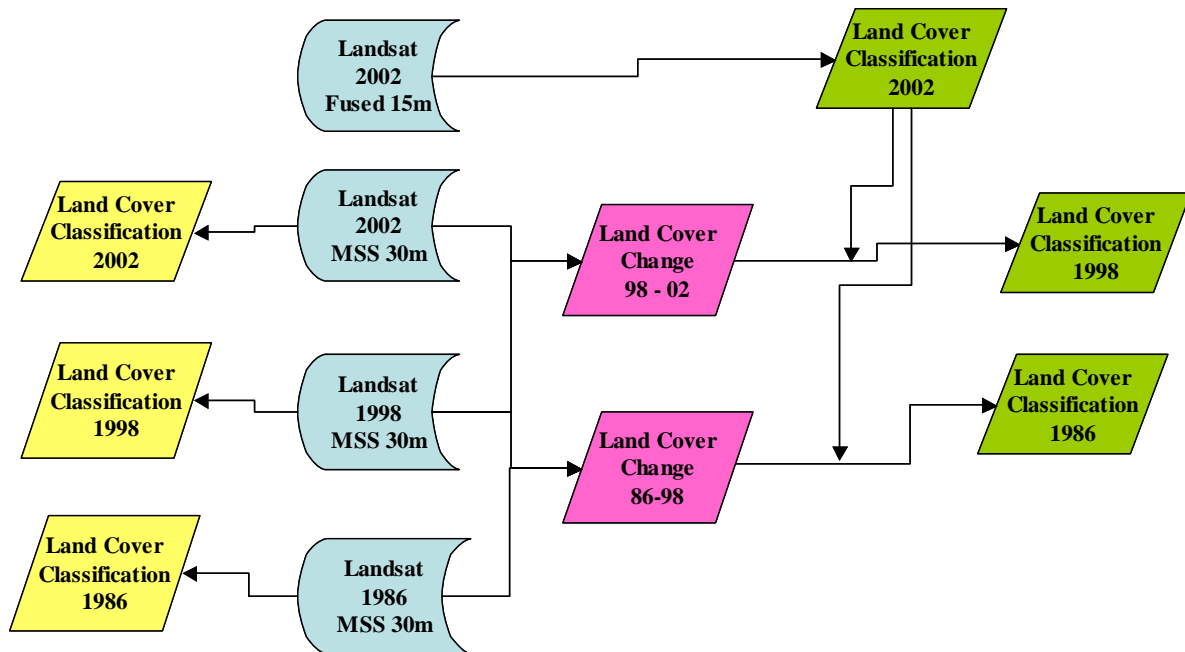 Landsat
2002
Fused 15m
Land Cover
Classification
2002
Land Cover
Classification
2002
Landsat
2002
MSS 30m
Land Cover
Change
98 - 02
Land Cover
Classification
1998
Land Cover
Classification
1998
Landsat
1998
MSS 30m
Land Cover
Change
86-98
Land Cover
Classification
1986
Land Cover
Classification
1986
Landsat
1986
MSS 30m